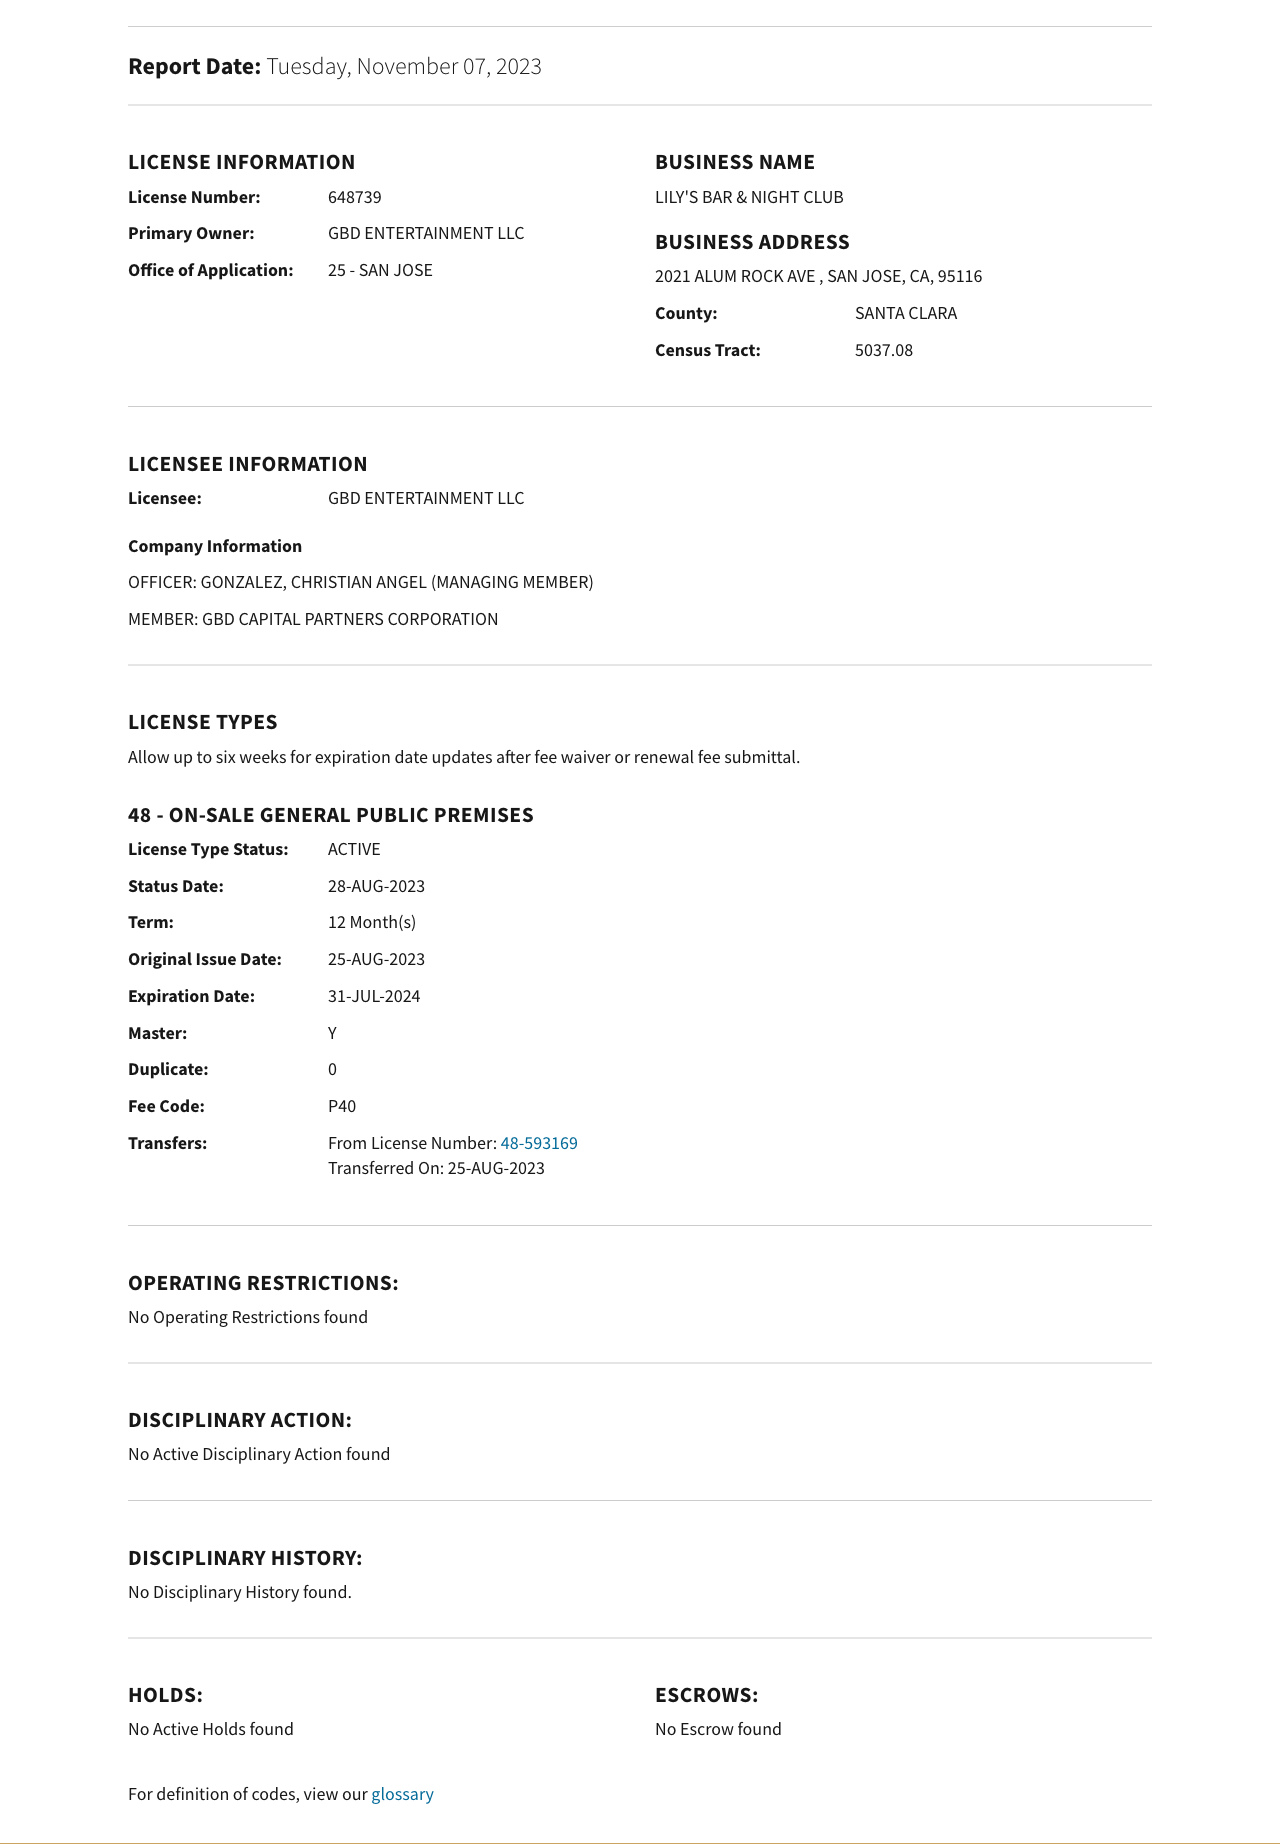 Report Date: Tuesday, November 07, 2023
LICENSE INFORMATION
License Number: 648739
Primary Owner: GBD ENTERTAINMENT LLC
Office of Application: 25 - SAN JOSE
BUSINESS NAME
LILY'S BAR & NIGHT CLUB
BUSINESS ADDRESS
2021 ALUM ROCK AVE , SAN JOSE, CA, 95116
County: SANTA CLARA
Census Tract: 5037.08
LICENSEE INFORMATION
Licensee: GBD ENTERTAINMENT LLC
Company Information
OFFICER: GONZALEZ, CHRISTIAN ANGEL (MANAGING MEMBER)
MEMBER: GBD CAPITAL PARTNERS CORPORATION
LICENSE TYPES
Allow up to six weeks for expiration date updates after fee waiver or renewal fee submittal.
48 - ON-SALE GENERAL PUBLIC PREMISES
License Type Status: ACTIVE
Status Date: 28-AUG-2023
Term: 12 Month(s)
Original Issue Date: 25-AUG-2023
Expiration Date: 31-JUL-2024
Master: Y
Duplicate: 0
Fee Code: P40
Transfers: From License Number: 48-593169
Transferred On: 25-AUG-2023
OPERATING RESTRICTIONS:
No Operating Restrictions found
DISCIPLINARY ACTION:
No Active Disciplinary Action found
DISCIPLINARY HISTORY:
No Disciplinary History found.
HOLDS:
No Active Holds found
ESCROWS:
No Escrow found
For definition of codes, view our glossary